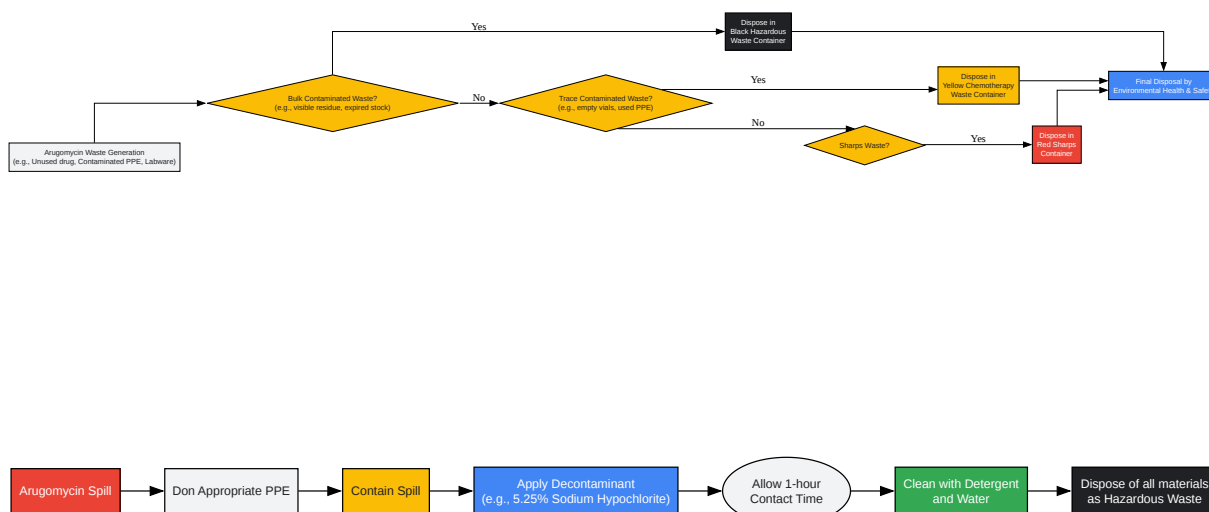 Yes
Dispose in
Black Hazardous
Waste Container
Bulk Contaminated Waste?
(e.g., visible residue, expired stock)
No
Trace Contaminated Waste?
(e.g., empty vials, used PPE)
Yes
Dispose in
Yellow Chemotherapy
Waste Container
Final Disposal by
Environmental Health & Safe
Arugomycin Waste Generation
(e.g., Unused drug, Contaminated PPE, Labware)
No
Sharps Waste?
Yes
Dispose in
Red Sharps
Container
Arugomycin Spill
Don Appropriate PPE
Contain Spill
Apply Decontaminant
(e.g., 5.25% Sodium Hypochlorite)
Allow 1-hour
Contact Time
Clean with Detergent
and Water
Dispose of all materials
as Hazardous Waste